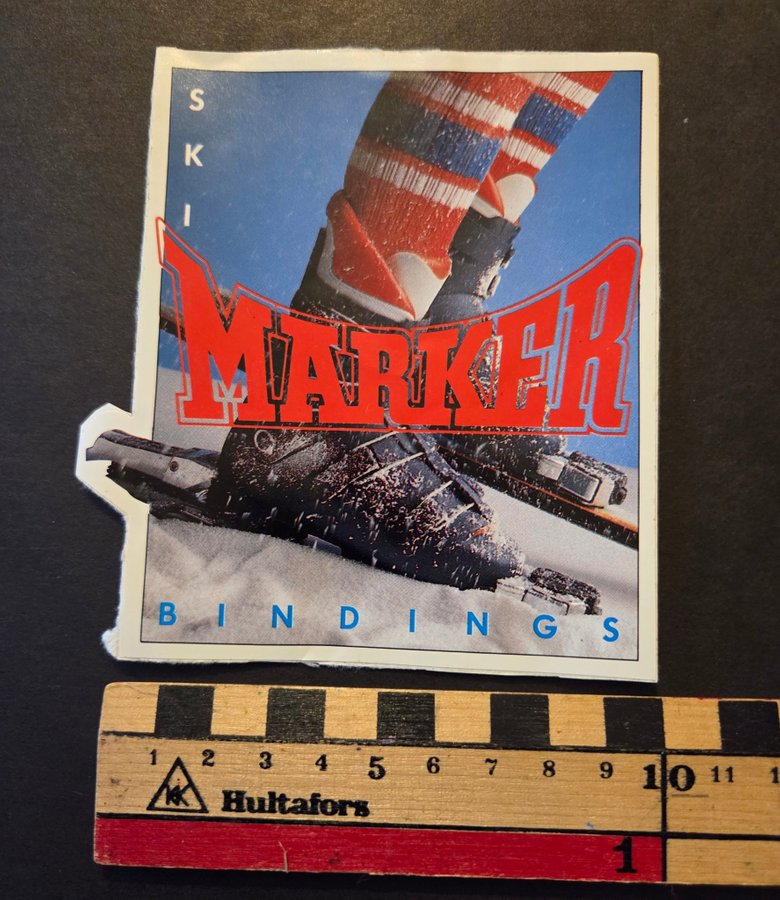 SKI
MARKER
BINDINGS
1 2 3 4 5 6 7 8 9 10 11
Hultafors
1